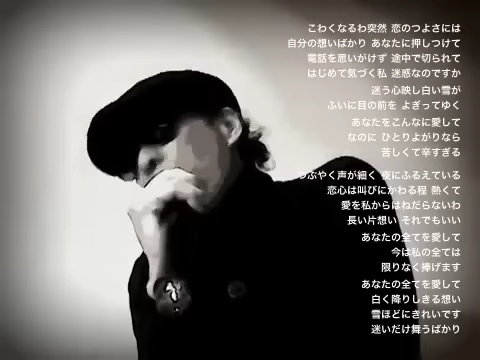 こわくなるわ突然 恋のつよさには
自分の想いばかり あなたに押しつけて
電話を思いがけず 途中で切られて
はじめて気づく私 迷惑なのですか
迷う心映し白い雪が
ふいに目の前を よぎってゆく
あなたをこんなに愛して
なのに ひとりよがりなら
苦しくて辛すぎる
つぶやく声が細く 夜にふるえている
恋心は叫びにかわる程 熱くて
愛を私からはねだらないわ
長い片想い それでもいい
あなたの全てを愛して
今は私の全ては
限りなく捧げます
あなたの全てを愛して
白く降りしきる想い
雪ほどにきれいです
迷いだけ舞うばかり